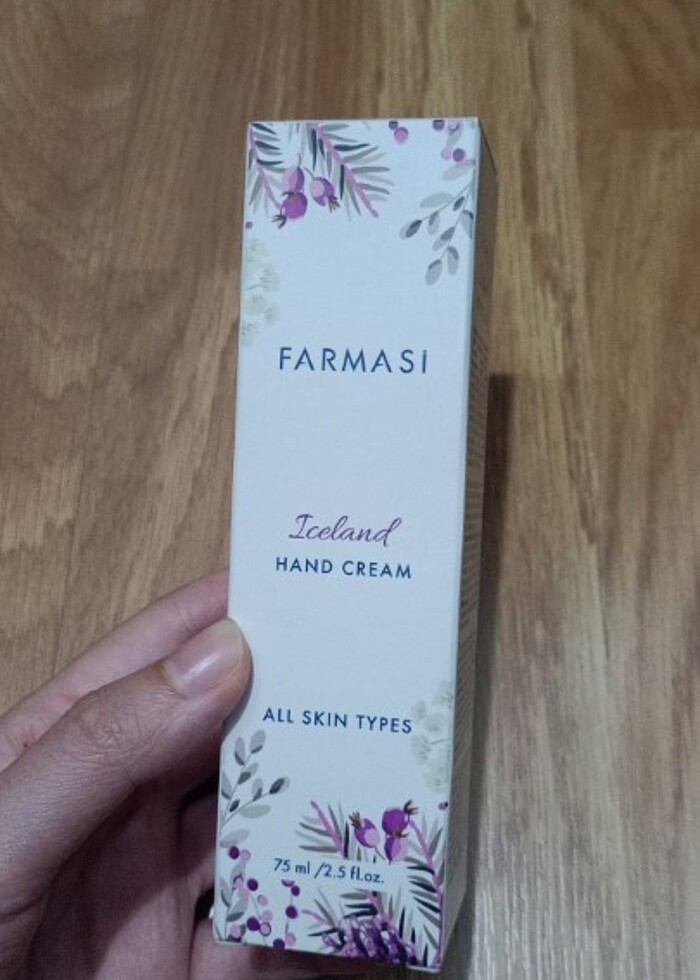 FARMASİ
Iceland
HAND CREAM
ALL SKIN TYPES
75 ml /2.5 fl.oz.